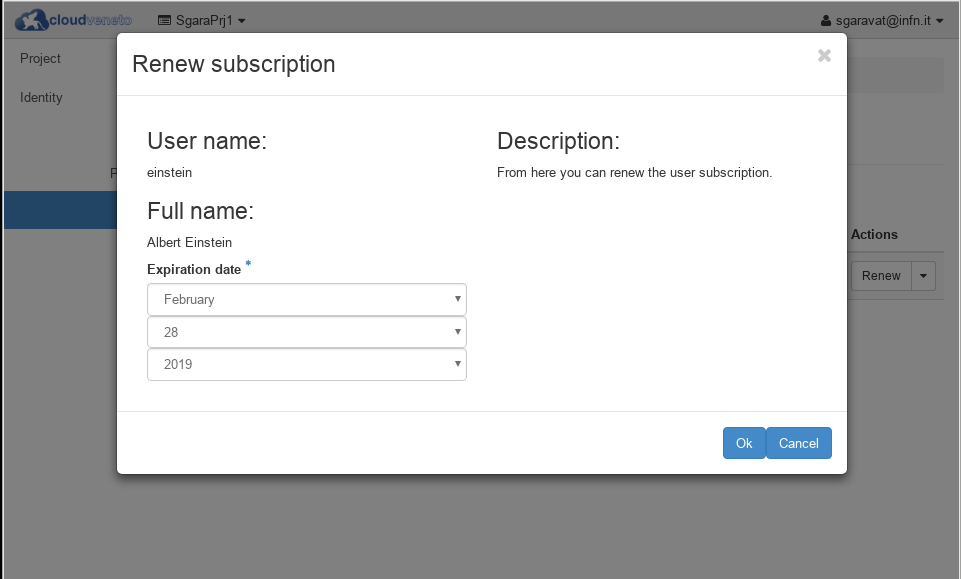 cloudveneto
SgaraPrj1
sgaravat@infn.it
Project
Identity
P
Renew subscription
×
User name:
einstein
Full name:
Albert Einstein
Expiration date *
February
28
2019
Description:
From here you can renew the user subscription.
Actions
Renew
Ok
Cancel